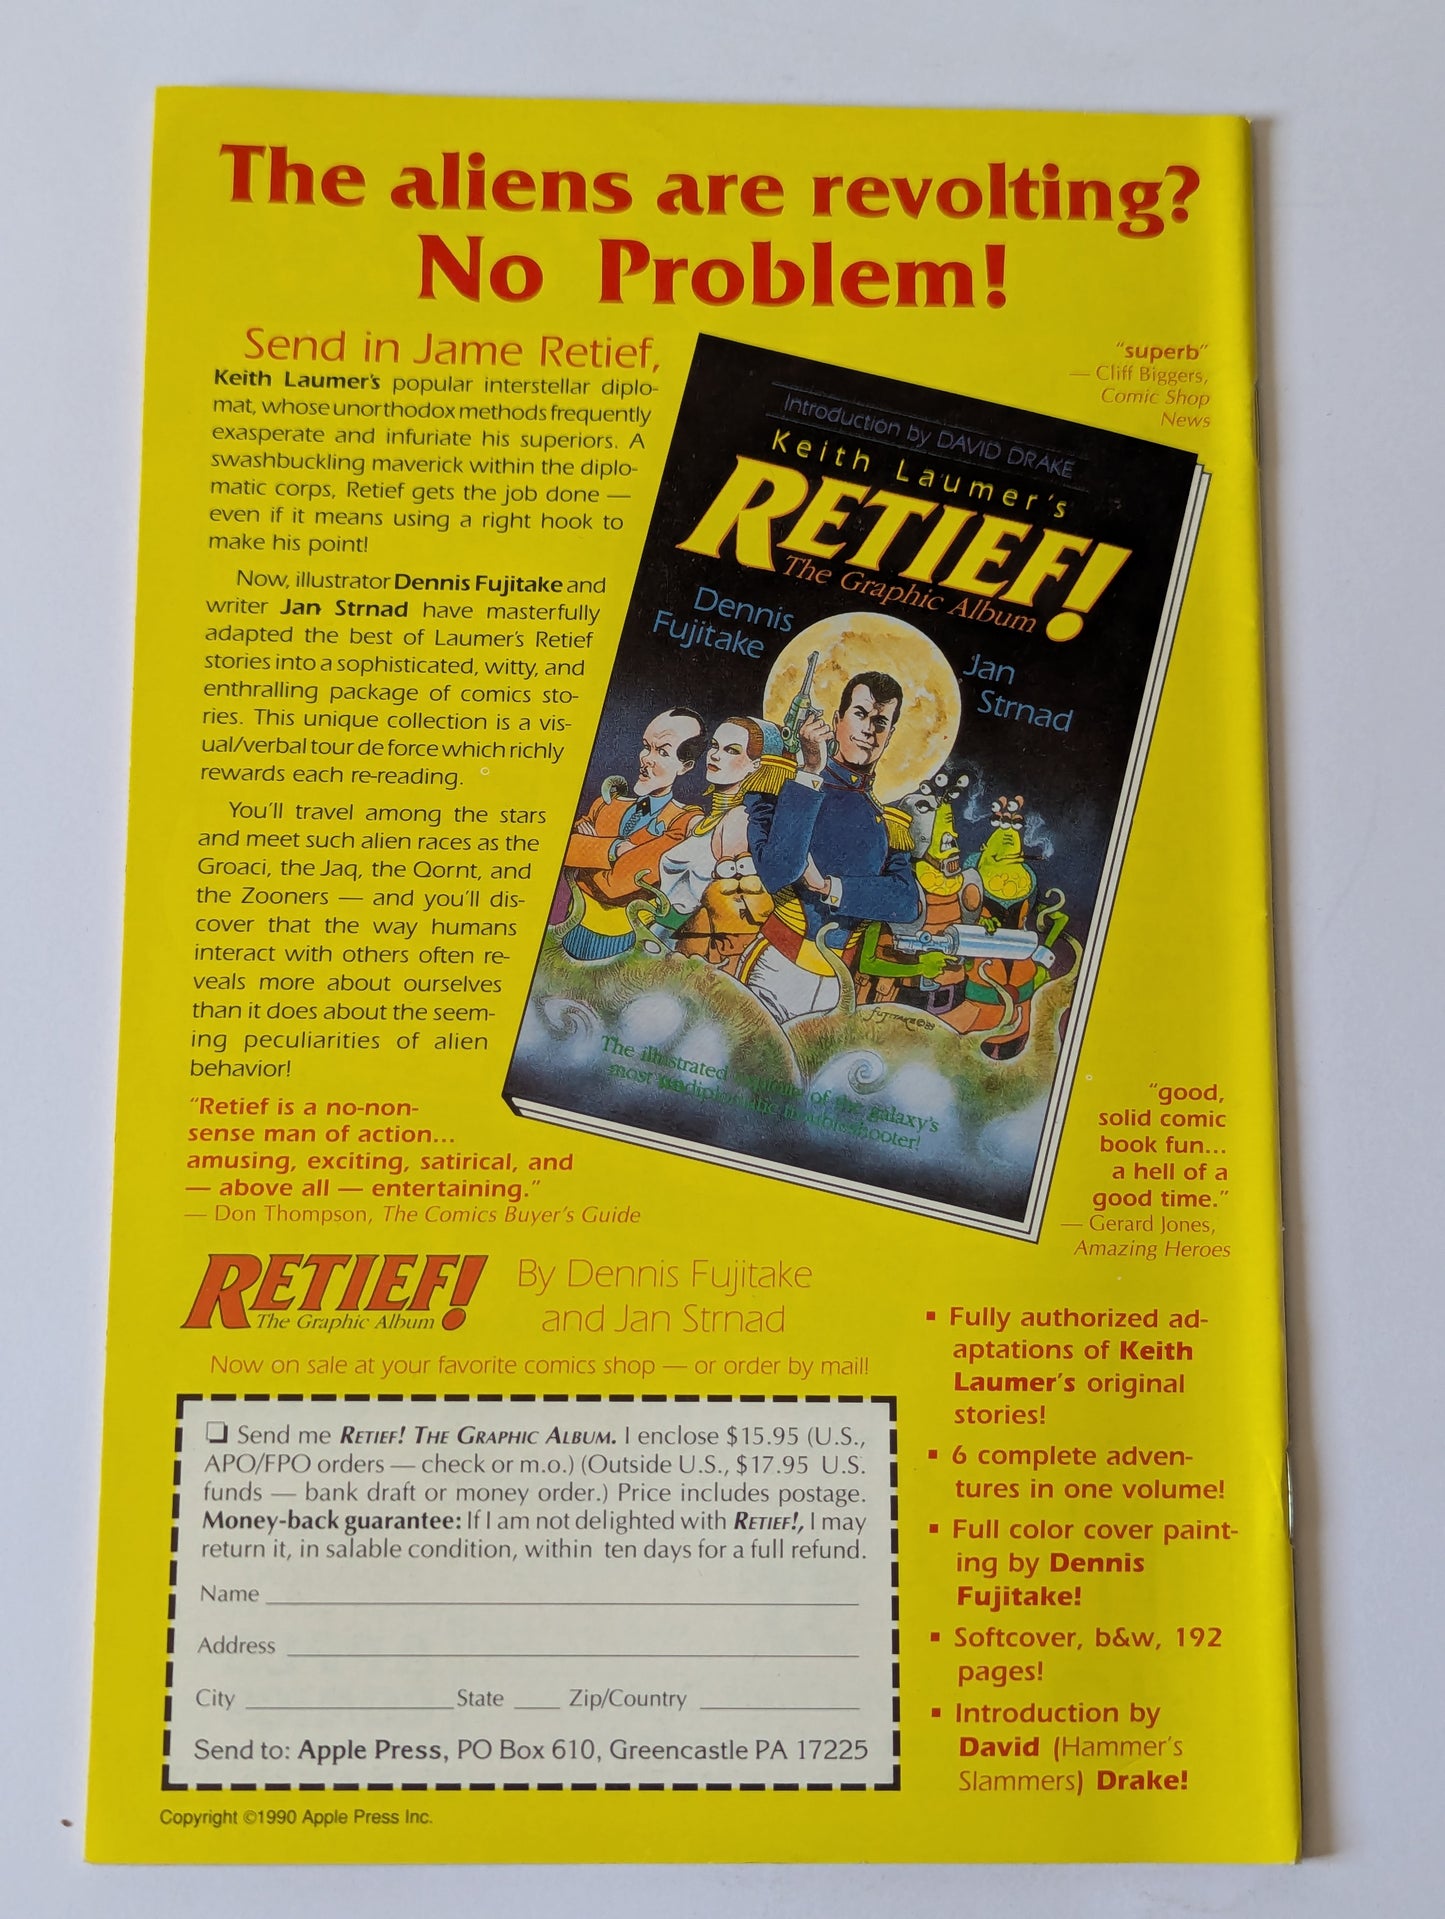 The aliens are revolting?
No Problem!
Send in Jame Retief,
Keith Laumer's popular interstellar diplo-
mat, whose unorthodox methods frequently
exasperate and infuriate his superiors. A
swashbuckling maverick within the diplo-
matic corps, Retief gets the job done —
even if it means using a right hook to
make his point!
Now, illustrator Dennis Fujitake and
writer Jan Strnad have masterfully
adapted the best of Laumer's Retief
stories into a sophisticated, witty, and
enthralling package of comics sto-
ries. This unique collection is a vis-
ual/verbal tour de force which richly
rewards each re-reading.
You'll travel among the stars
and meet such alien races as the
Groaci, the Jaq, the Qornt, and
the Zooners — and you'll dis-
cover that the way humans
interact with others often re-
veals more about ourselves
than it does about the seem-
ing peculiarities of alien
behavior!
"Retief is a no-non-
sense man of action...
amusing, exciting, satirical, and
— above all — entertaining."
— Don Thompson, The Comics Buyer's Guide
"superb"
— Cliff Biggers,
Comic Shop
News
Introduction by DAVID DRAKE
Keith Laumer's
RETIEF!
The Graphic Album
Dennis
Fujitake
Jan
Strnad
FUJITAKE©89
The illustrated exploits of the galaxy's
most undiplomatic troubleshooter!
"good,
solid comic
book fun...
a hell of a
good time."
— Gerard Jones,
Amazing Heroes
RETIEF!
The Graphic Album
By Dennis Fujitake
and Jan Strnad
Now on sale at your favorite comics shop — or order by mail!
❏ Send me RETIEF! THE GRAPHIC ALBUM. I enclose $15.95 (U.S.,
APO/FPO orders — check or m.o.) (Outside U.S., $17.95 U.S.
funds — bank draft or money order.) Price includes postage.
Money-back guarantee: If I am not delighted with RETIEF!, I may
return it, in salable condition, within ten days for a full refund.
Name
Address
City State Zip/Country
Send to: Apple Press, PO Box 610, Greencastle PA 17225
▪ Fully authorized ad-
aptations of Keith
Laumer's original
stories!
▪ 6 complete adven-
tures in one volume!
▪ Full color cover paint-
ing by Dennis
Fujitake!
▪ Softcover, b&w, 192
pages!
▪ Introduction by
David (Hammer's
Slammers) Drake!
Copyright ©1990 Apple Press Inc.